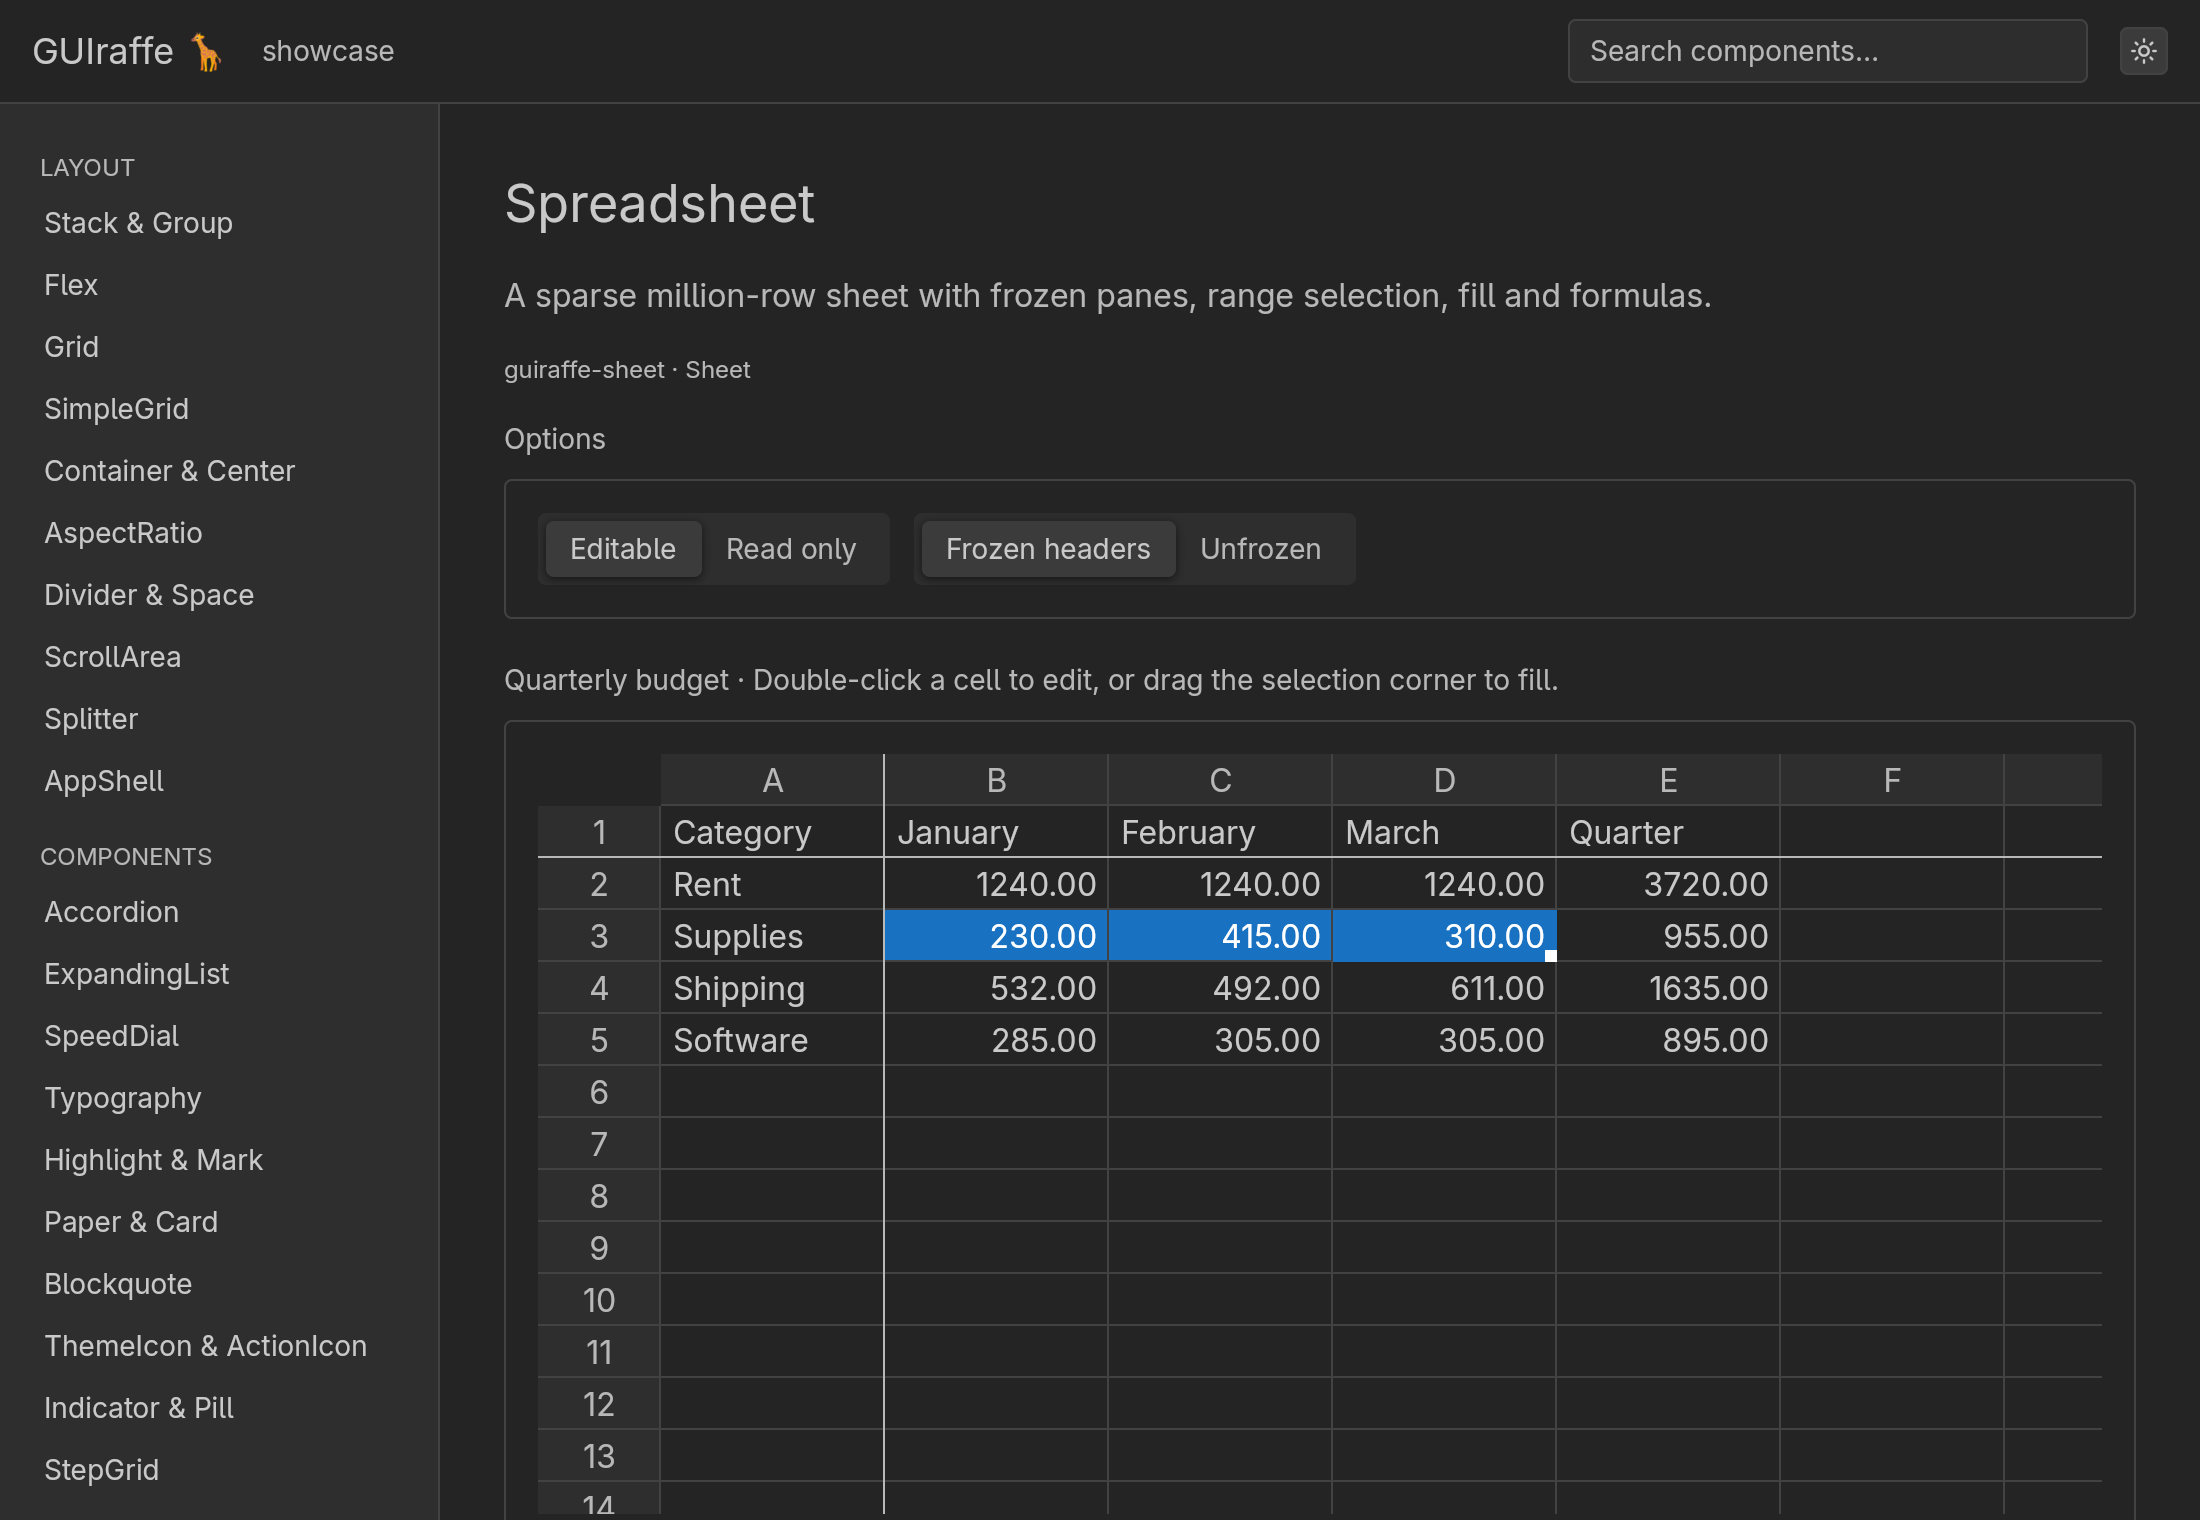 GUIraffe 🦒 showcase
Search components...
LAYOUT
Stack & Group
Flex
Grid
SimpleGrid
Container & Center
AspectRatio
Divider & Space
ScrollArea
Splitter
AppShell
COMPONENTS
Accordion
ExpandingList
SpeedDial
Typography
Highlight & Mark
Paper & Card
Blockquote
ThemeIcon & ActionIcon
Indicator & Pill
StepGrid
Spreadsheet
A sparse million-row sheet with frozen panes, range selection, fill and formulas.
guiraffe-sheet · Sheet
Options
Editable Read only Frozen headers Unfrozen
Quarterly budget · Double-click a cell to edit, or drag the selection corner to fill.
A B C D E F
1 Category January February March Quarter
2 Rent 1240.00 1240.00 1240.00 3720.00
3 Supplies 230.00 415.00 310.00 955.00
4 Shipping 532.00 492.00 611.00 1635.00
5 Software 285.00 305.00 305.00 895.00
6
7
8
9
10
11
12
13
14